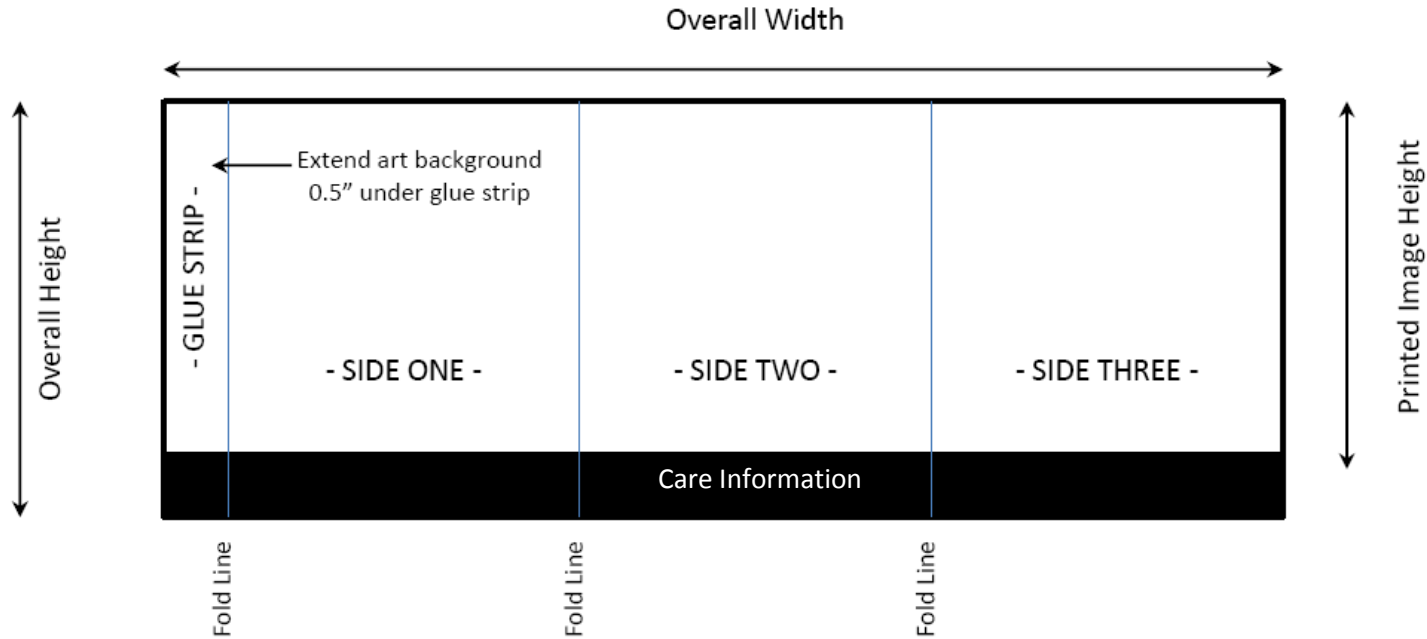 Overall Width
Overall Height
Printed Image Height
Extend art background
0.5” under glue strip
- GLUE STRIP -
- SIDE ONE -
- SIDE TWO -
- SIDE THREE -
Care Information
Fold Line
Fold Line
Fold Line